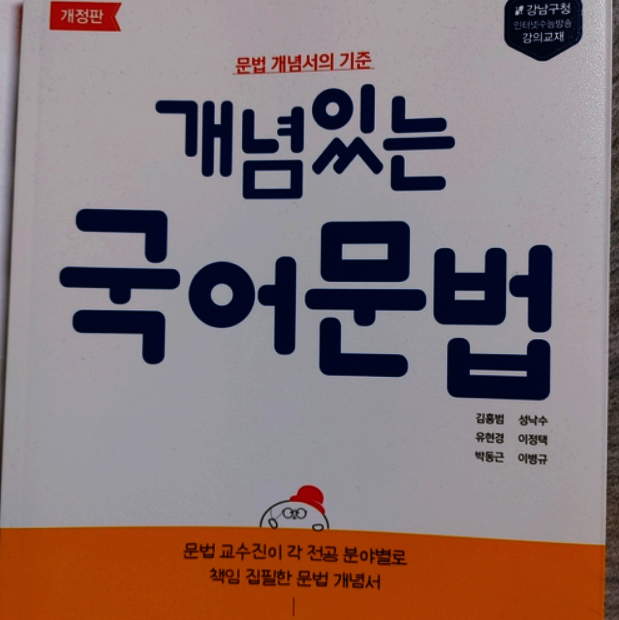 개정판
강남구청
인터넷수능방송
강의교재
문법 개념서의 기준
개념있는
국어문법
김홍범 성낙수
유현경 이정택
박동근 이병규
문법 교수진이 각 전공 분야별로
책임 집필한 문법 개념서